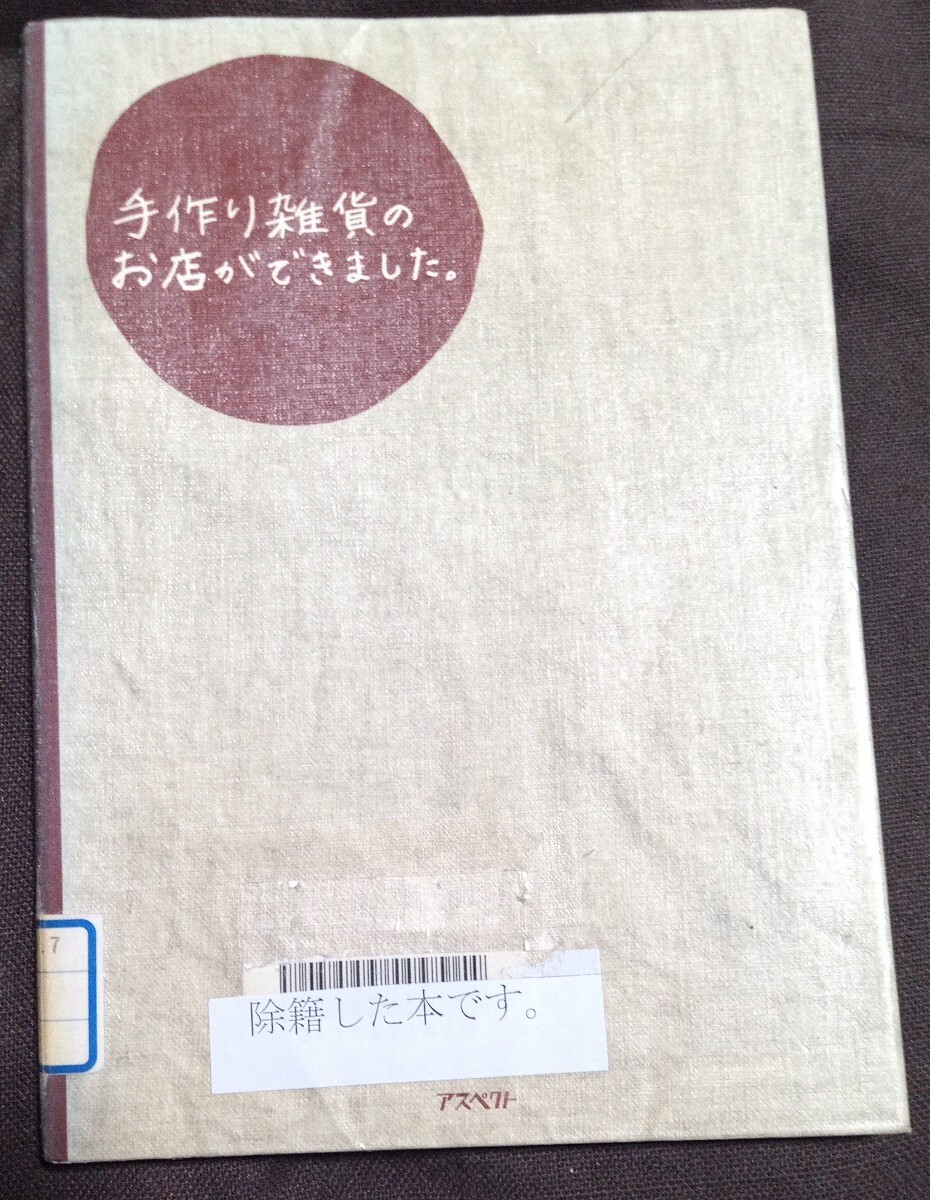 手作り雑貨の
お店ができました。
.7
除籍した本です。
アスペクト